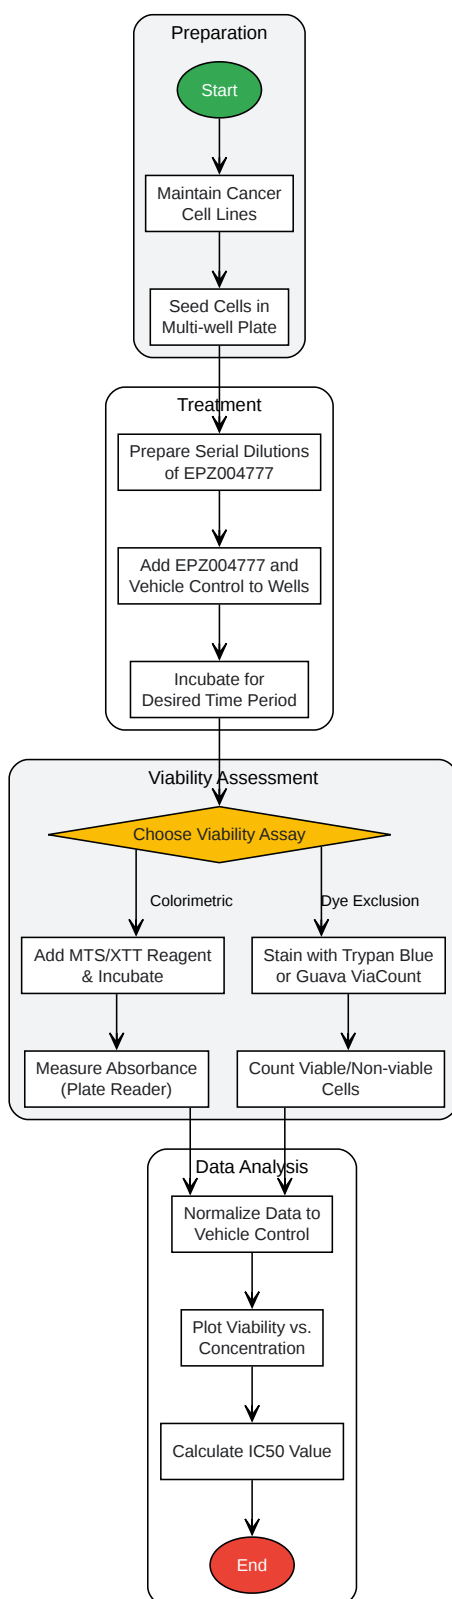 Preparation
Start
Maintain Cancer
Cell Lines
Seed Cells in
Multi-well Plate
Treatment
Prepare Serial Dilutions
of EPZ004777
Add EPZ004777 and
Vehicle Control to Wells
Incubate for
Desired Time Period
Viability Assessment
Choose Viability Assay
Colorimetric
Dye Exclusion
Add MTS/XTT Reagent
& Incubate
Stain with Trypan Blue
or Guava ViaCount
Measure Absorbance
(Plate Reader)
Count Viable/Non-viable
Cells
Data Analysis
Normalize Data to
Vehicle Control
Plot Viability vs.
Concentration
Calculate IC50 Value
End